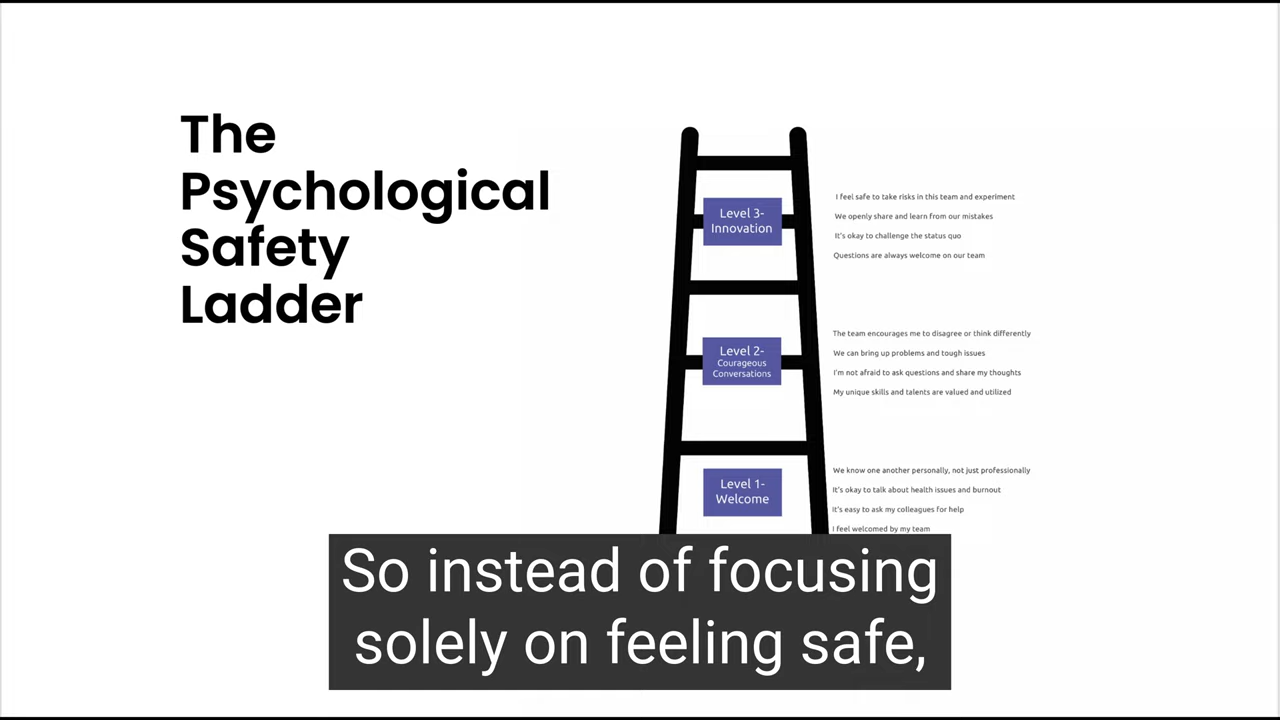 The
Psychological
Safety
Ladder
Level 3-
Innovation
I feel safe to take risks in this team and experiment
We openly share and learn from our mistakes
It's okay to challenge the status quo
Questions are always welcome on our team
Level 2-
Courageous
Conversations
The team encourages me to disagree or think differently
We can bring up problems and tough issues
I'm not afraid to ask questions and share my thoughts
My unique skills and talents are valued and utilized
Level 1-
Welcome
We know one another personally, not just professionally
It's okay to talk about health issues and burnout
It's easy to ask my colleagues for help
I feel welcomed by my team
So instead of focusing
solely on feeling safe,